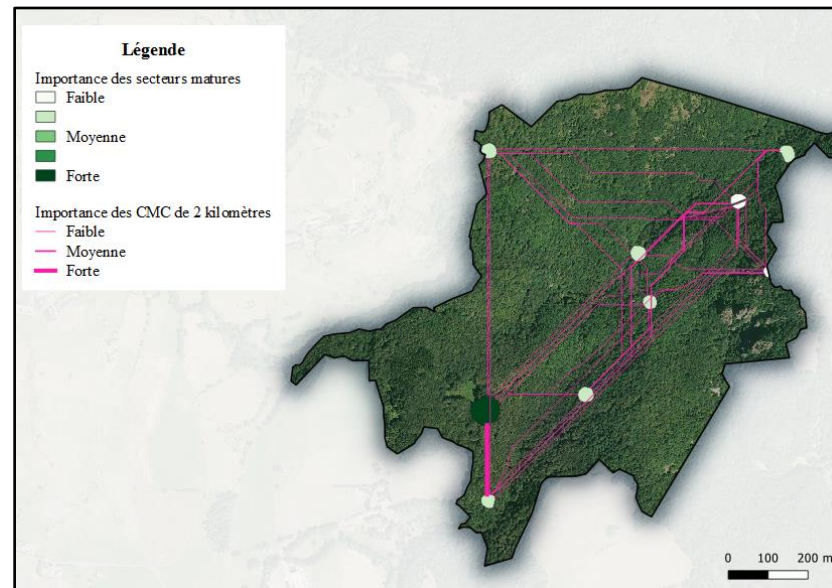 Légende
Importance des secteurs matures
Faible
Moyenne
Forte
Importance des CMC de 2 kilomètres
Faible
Moyenne
Forte
0 100 200 m